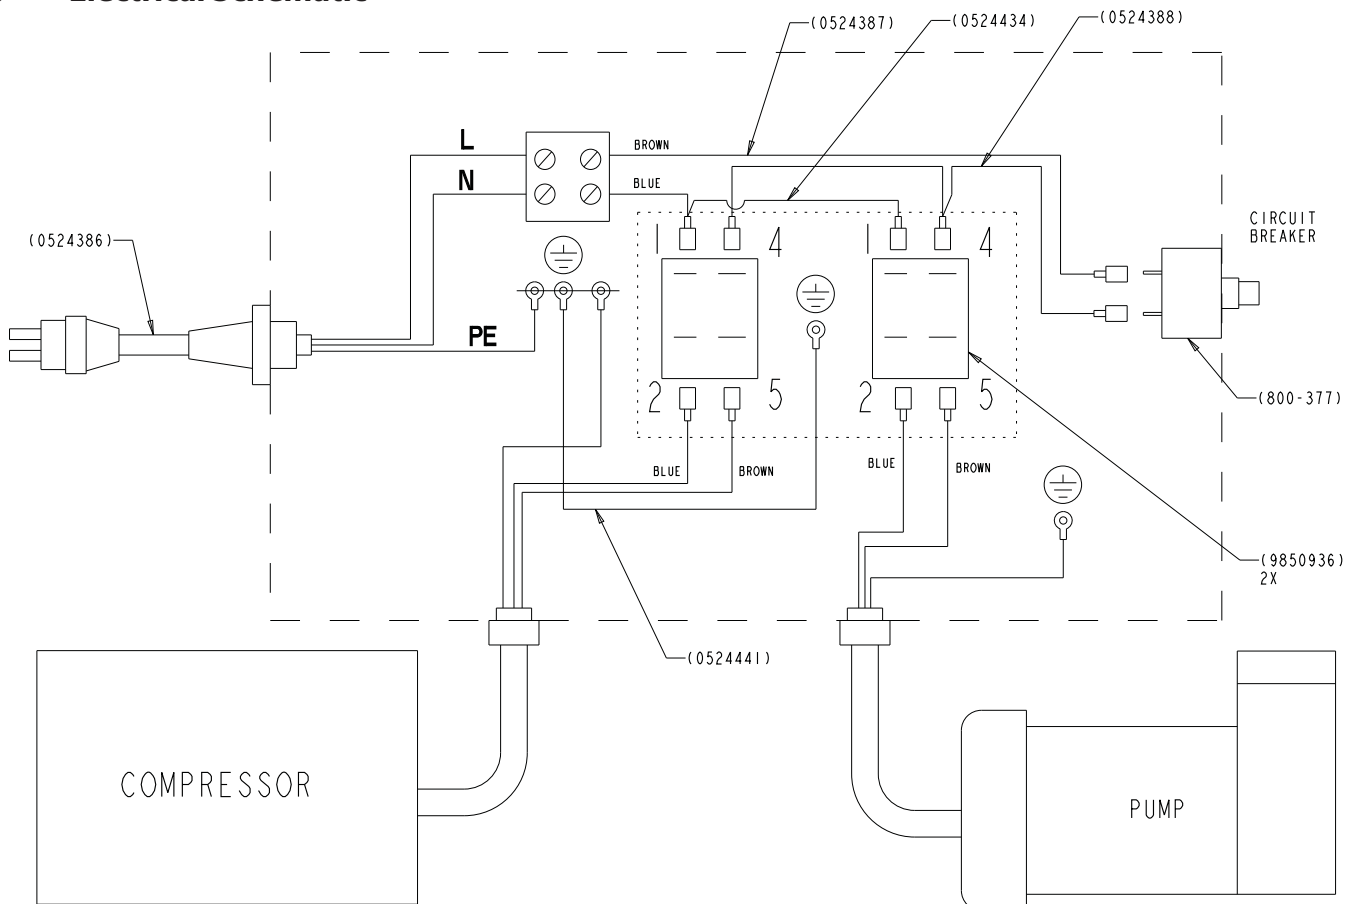 Electrical Schematic
(0524387)
(0524434)
(0524388)
L
BROWN
N
BLUE
(0524386)
1
4
1
4
CIRCUIT
BREAKER
PE
2
5
2
5
(800-377)
BLUE
BROWN
BLUE
BROWN
(9850936)
2X
(0524441)
COMPRESSOR
PUMP